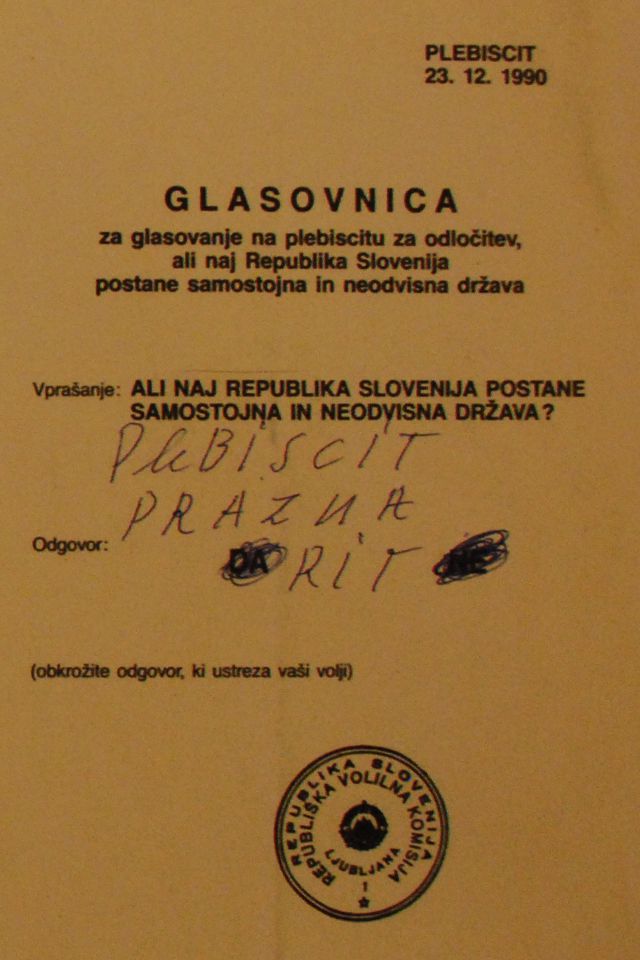 PLEBISCIT
23. 12. 1990
GLASOVNICA
za glasovanje na plebiscitu za odločitev,
ali naj Republika Slovenija
postane samostojna in neodvisna država
Vprašanje: ALI NAJ REPUBLIKA SLOVENIJA POSTANE
SAMOSTOJNA IN NEODVISNA DRŽAVA?
PleBISCIT
PRAZNA
Odgovor:
DA RIT NE
(obkrožite odgovor, ki ustreza vaši volji)
REPUBLIKA SLOVENIJA
REPUBLIŠKA VOLILNA KOMISIJA
LJUBLJANA
1